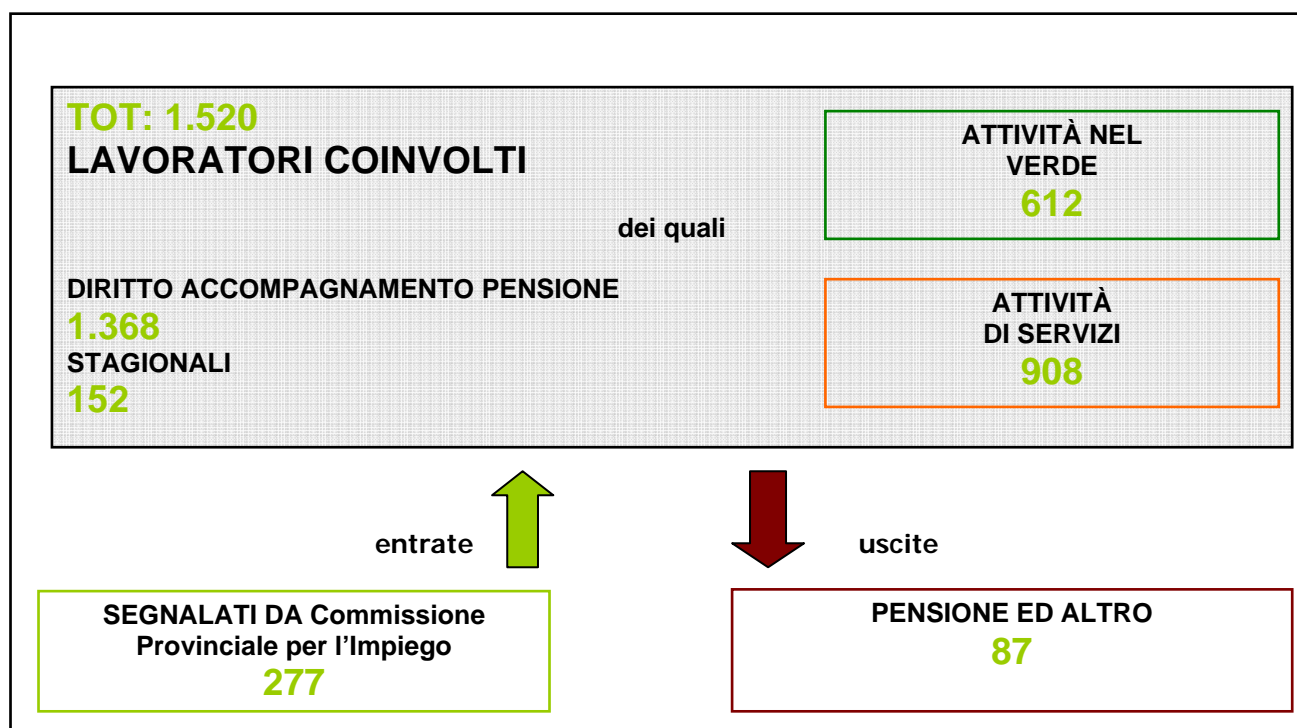 TOT: 1.520
LAVORATORI COINVOLTI
dei quali
DIRITTO ACCOMPAGNAMENTO PENSIONE
1.368
STAGIONALI
152
ATTIVITÀ NEL
VERDE
612
ATTIVITÀ
DI SERVIZI
908
entrate
uscite
SEGNALATI DA Commissione
Provinciale per l'Impiego
277
PENSIONE ED ALTRO
87